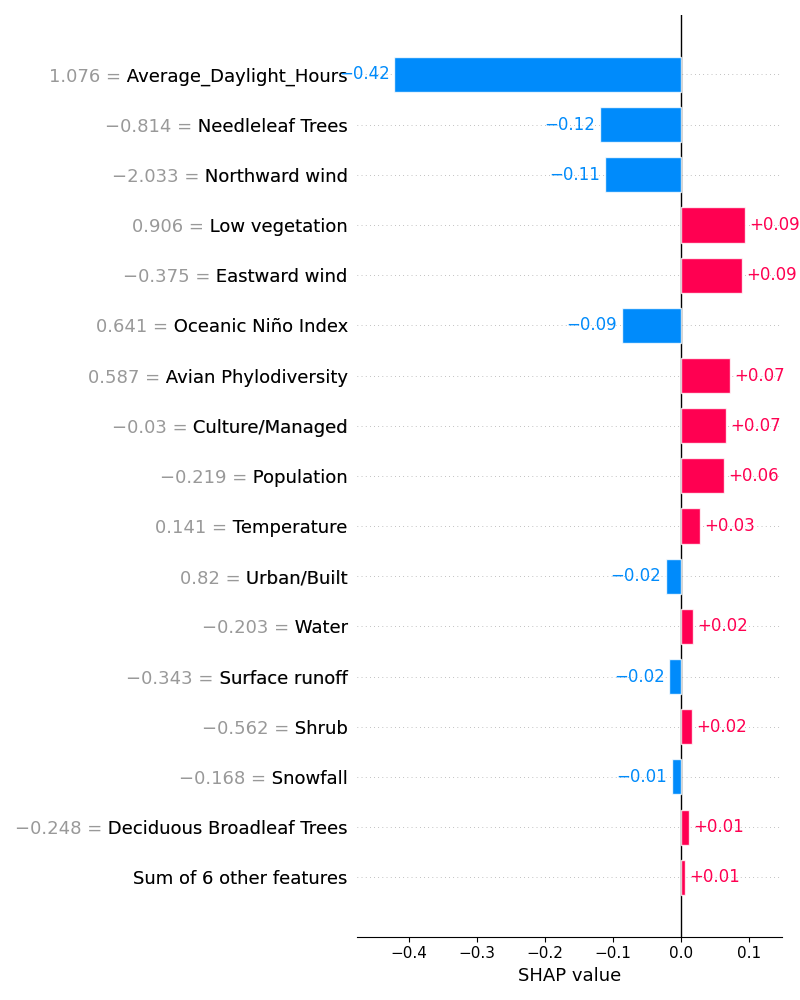 1.076 = Average_Daylight_Hours −0.42
−0.814 = Needleleaf Trees −0.12
−2.033 = Northward wind −0.11
0.906 = Low vegetation +0.09
−0.375 = Eastward wind +0.09
0.641 = Oceanic Niño Index −0.09
0.587 = Avian Phylodiversity +0.07
−0.03 = Culture/Managed +0.07
−0.219 = Population +0.06
0.141 = Temperature +0.03
0.82 = Urban/Built −0.02
−0.203 = Water +0.02
−0.343 = Surface runoff −0.02
−0.562 = Shrub +0.02
−0.168 = Snowfall −0.01
−0.248 = Deciduous Broadleaf Trees +0.01
Sum of 6 other features +0.01
−0.4 −0.3 −0.2 −0.1 0.0 0.1
SHAP value